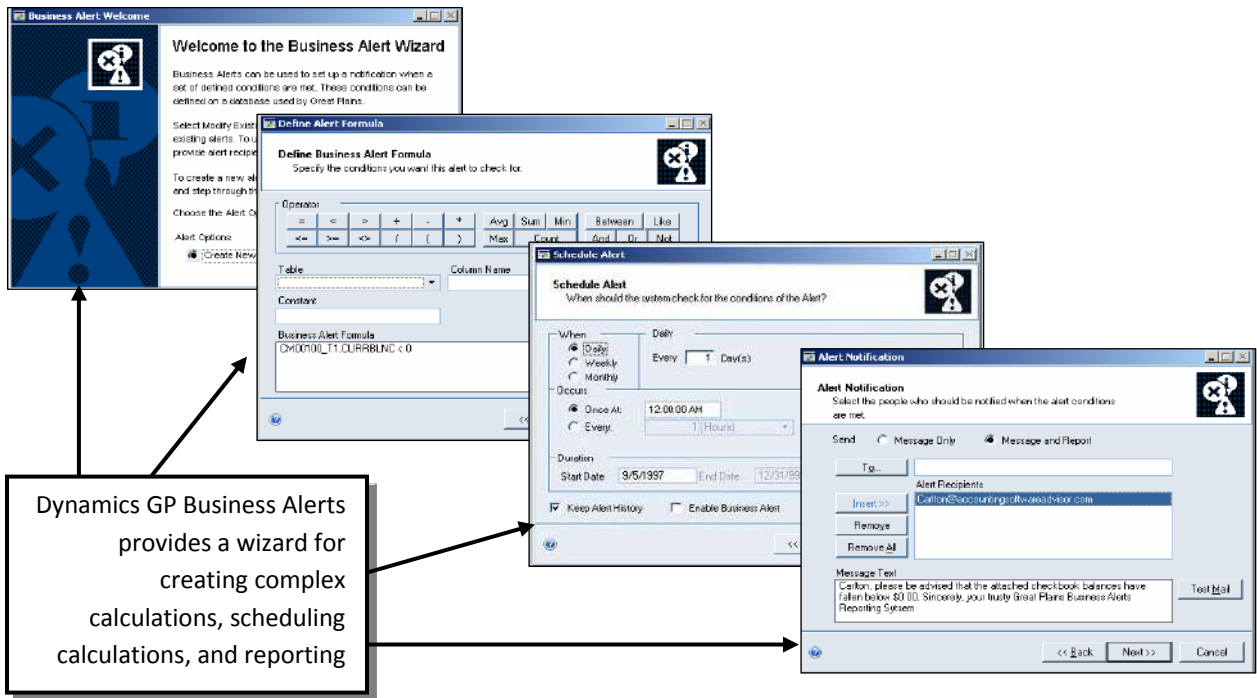 Business Alert Welcome
Welcome to the Business Alert Wizard
Business Alerts can be used to set up a notification when a
set of defined conditions are met. These conditions can be
defined on a database used by Great Plains.
Select Modify Exist
existing alerts. To u
provide alert recipie
To create a new ale
and step through th
Choose the Alert Op
Alert Options
Create New
Define Alert Formula
Define Business Alert Formula
Specify the conditions you want this alert to check for.
Operator
= < > + - * Avg Sum Min Between Like
<= >= <> / ( ) Max Count And Or Not
Table
Column Name
Constant
Business Alert Formula
CM00100_T1.CURRBLNC < 0
<<
Schedule Alert
Schedule Alert
When should the system check for the conditions of the Alert?
When
Daily
Weekly
Monthly
Daily
Every 1 Day(s)
Occurs
Once At: 12:00:00 AM
Every: 1 (Hours)
Duration
Start Date 9/5/1997 End Date 12/31/99
Keep Alert History Enable Business Alert
<<
Alert Notification
Alert Notification
Select the people who should be notified when the alert conditions
are met.
Send Message Only Message and Report
To...
Alert Recipients
Insert >> Carlton@accountingsoftwareadvisor.com
Remove
Remove All
Message Text
Carlton, please be advised that the attached checkbook balances have
fallen below $0.00. Sincerely, your trusty Great Plains Business Alerts
Reporting Sytsem
Test Mail
<< Back Next >> Cancel
Dynamics GP Business Alerts
provides a wizard for
creating complex
calculations, scheduling
calculations, and reporting